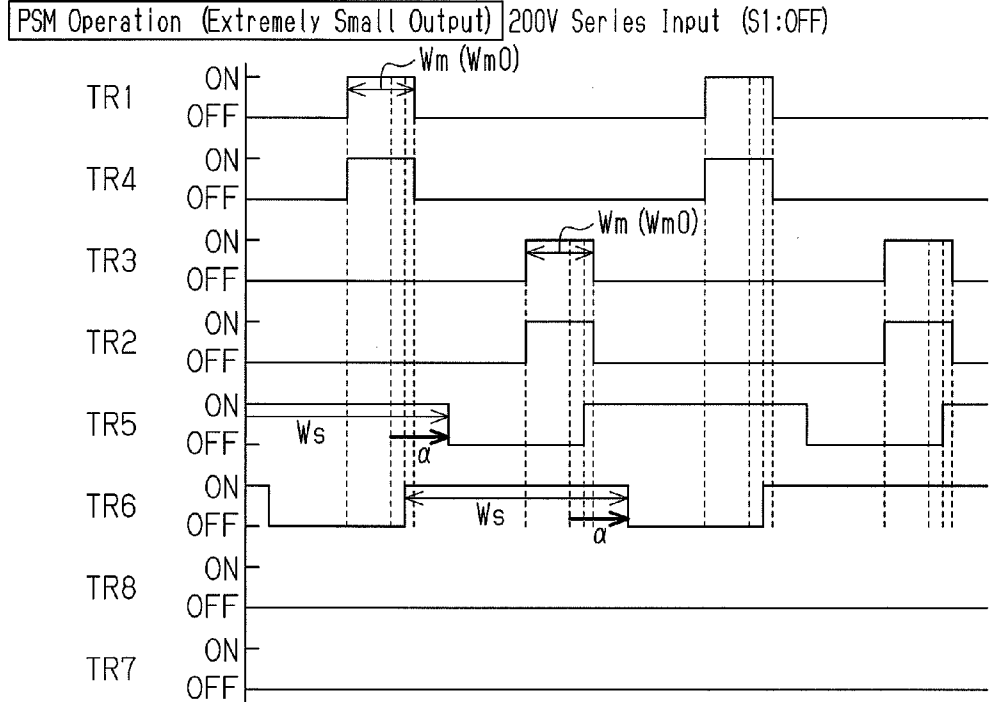 PSM Operation (Extremely Small Output) 200V Series Input (S1:OFF)
Wm (Wm0)
TR1 ON
OFF
TR4 ON
OFF
Wm (Wm0)
TR3 ON
OFF
TR2 ON
OFF
TR5 ON
OFF
Ws
α
TR6 ON
OFF
Ws
α
TR8 ON
OFF
TR7 ON
OFF